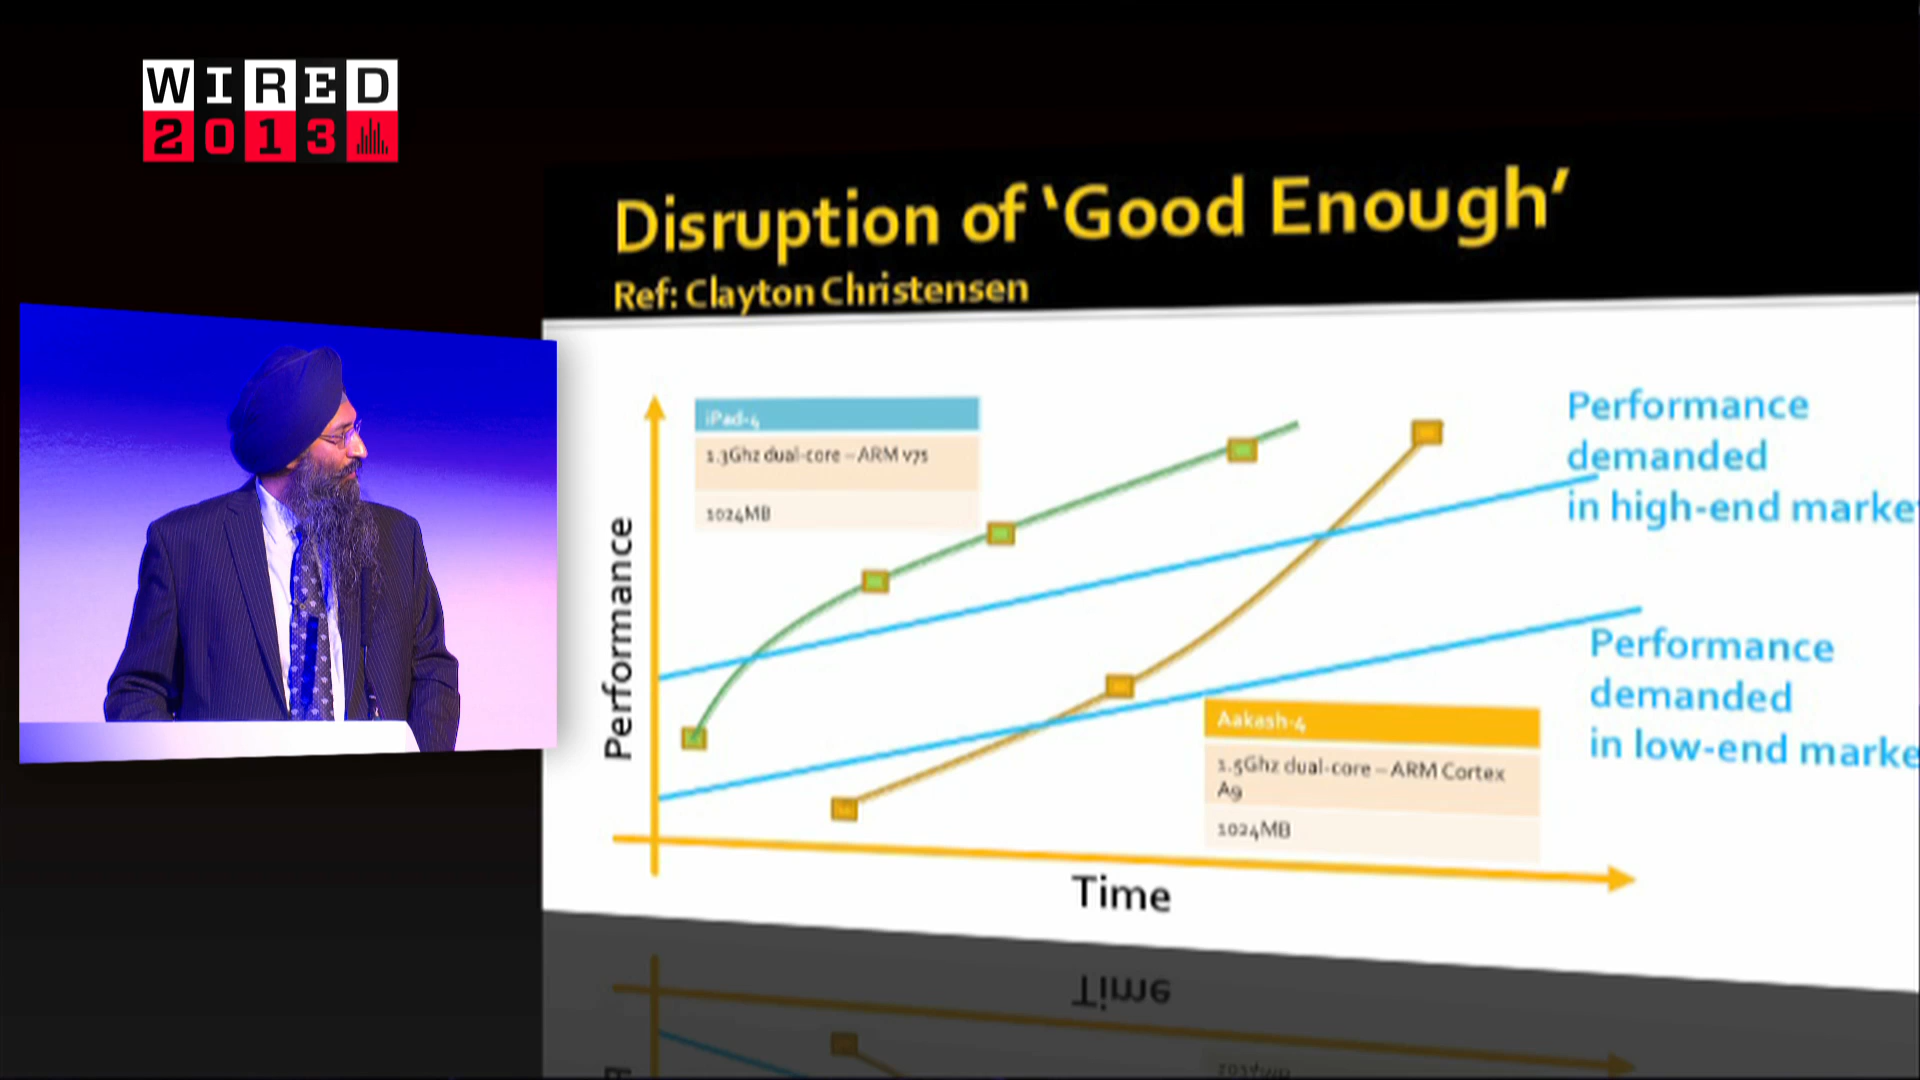 WIRED
2013
Disruption of ‘Good Enough’
Ref: Clayton Christensen
iPad-4
1.3Ghz dual-core – ARM v7s
1024MB
Performance
demanded
in high-end marke
Performance
Performance
demanded
in low-end marke
Aakash-4
1.5Ghz dual-core – ARM Cortex
A9
1024MB
Time